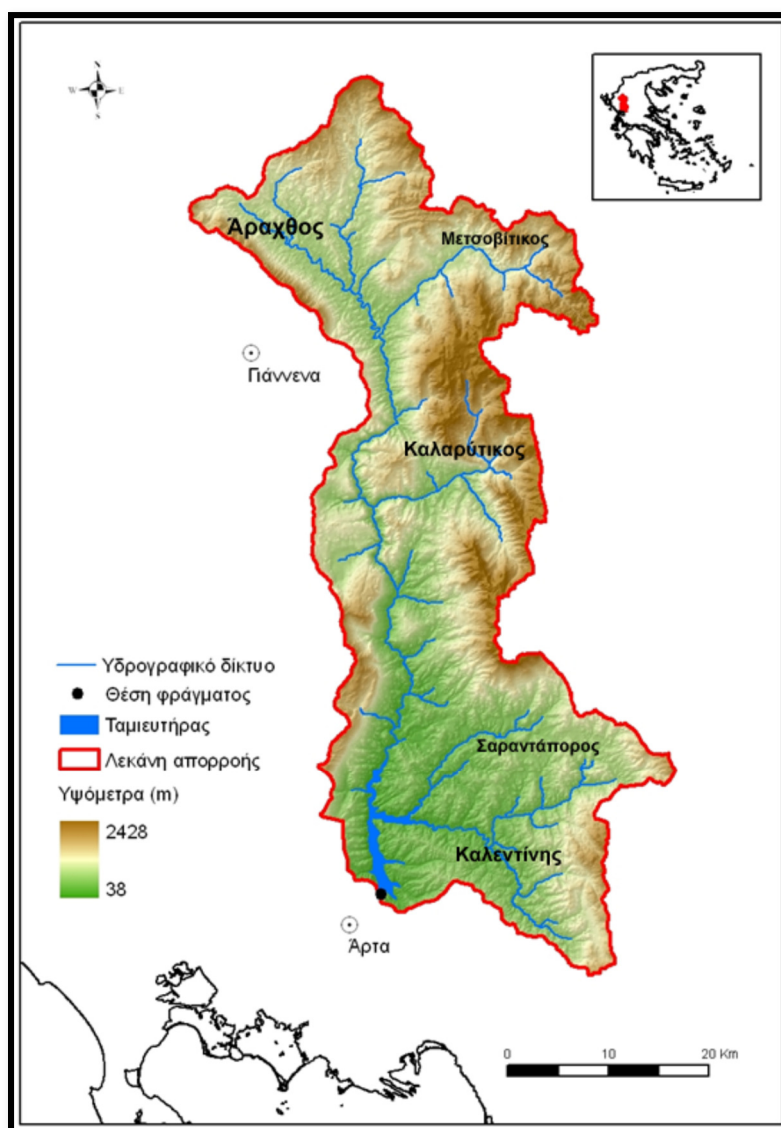 N
W E
S
Άραχθος
Μετσοβίτικος
Γιάννενα
Καλαρύτικος
Υδρογραφικό δίκτυο
Θέση φράγματος
Ταμιευτήρας
Λεκάνη απορροής
Υψόμετρα (m)
2428
38
Σαραντάπορος
Καλεντίνης
Άρτα
0 10 20 Km